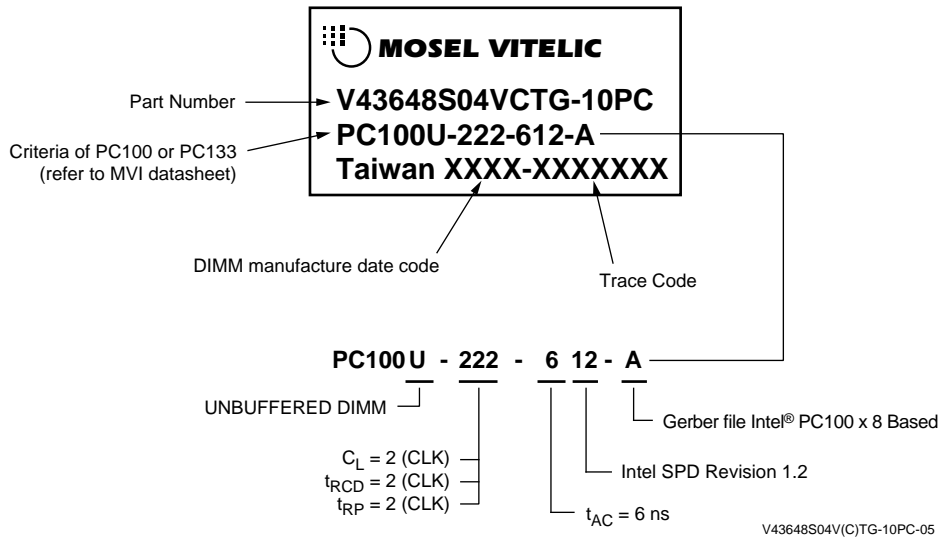 MOSEL VITELIC
Part Number
V43648S04VCTG-10PC
Criteria of PC100 or PC133
(refer to MVI datasheet)
PC100U-222-612-A
Taiwan XXXX-XXXXXXX
DIMM manufacture date code
Trace Code
PC100 U - 222 - 6 12 - A
UNBUFFERED DIMM
Gerber file Intel® PC100 x 8 Based
CL = 2 (CLK)
tRCD = 2 (CLK)
tRP = 2 (CLK)
Intel SPD Revision 1.2
tAC = 6 ns
V43648S04V(C)TG-10PC-05